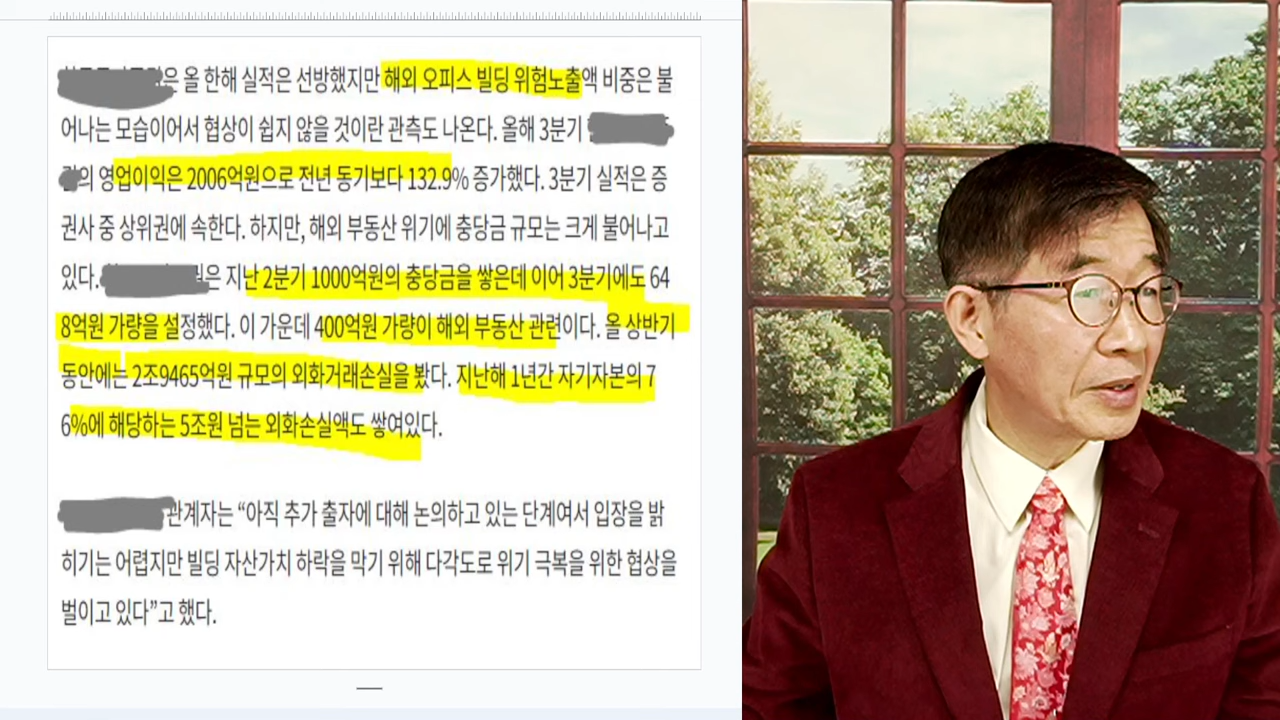 은 올 한해 실적은 선방했지만 해외 오피스 빌딩 위험노출액 비중은 불
어나는 모습이어서 협상이 쉽지 않을 것이란 관측도 나온다. 올해 3분기
의 영업이익은 2006억원으로 전년 동기보다 132.9% 증가했다. 3분기 실적은 증
권사 중 상위권에 속한다. 하지만, 해외 부동산 위기에 충당금 규모는 크게 불어나고
있다. 은 지난 2분기 1000억원의 충당금을 쌓은데 이어 3분기에도 64
8억원 가량을 설정했다. 이 가운데 400억원 가량이 해외 부동산 관련이다. 올 상반기
동안에는 2조9465억원 규모의 외화거래손실을 봤다. 지난해 1년간 자기자본의 7
6%에 해당하는 5조원 넘는 외화손실액도 쌓여있다.
관계자는 “아직 추가 출자에 대해 논의하고 있는 단계여서 입장을 밝
히기는 어렵지만 빌딩 자산가치 하락을 막기 위해 다각도로 위기 극복을 위한 협상을
벌이고 있다”고 했다.